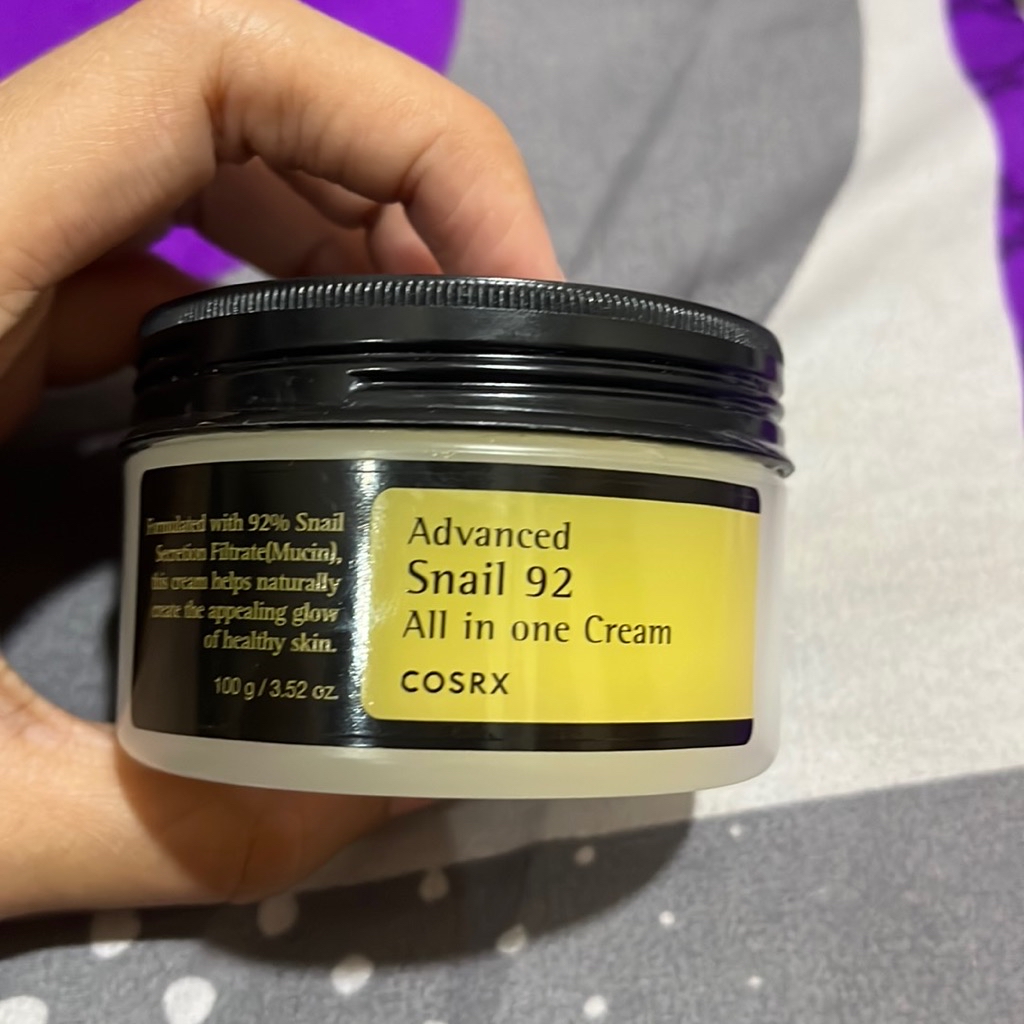 Formulated with 92% Snail
Secretion Filtrate(Mucin),
this cream helps naturally
create the appealing glow
of healthy skin.
100 g / 3.52 oz.
Advanced
Snail 92
All in one Cream
COSRX